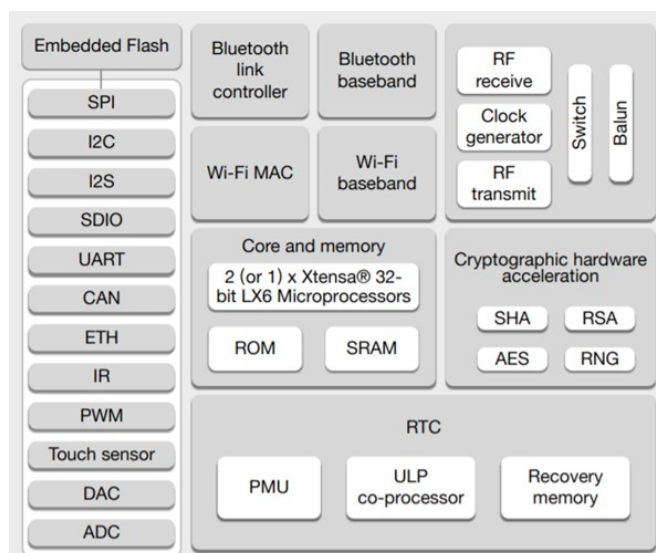 Embedded Flash
SPI
I2C
I2S
SDIO
UART
CAN
ETH
IR
PWM
Touch sensor
DAC
ADC
Bluetooth
link
controller
Bluetooth
baseband
Wi-Fi MAC
Wi-Fi
baseband
RF
receive
Clock
generator
RF
transmit
Switch
Balun
Core and memory
2 (or 1) x Xtensa® 32-
bit LX6 Microprocessors
ROM
SRAM
Cryptographic hardware
acceleration
SHA
RSA
AES
RNG
RTC
PMU
ULP
co-processor
Recovery
memory